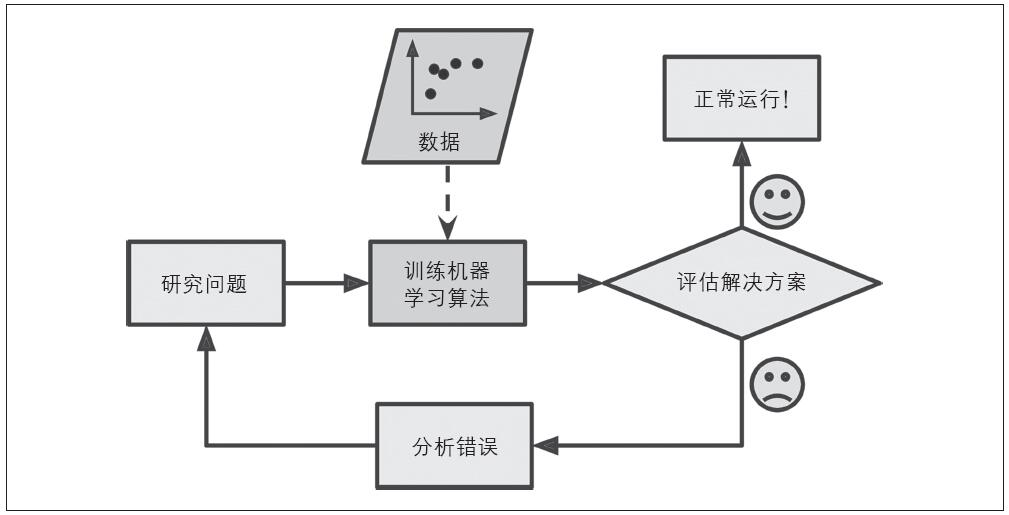 数据
正常运行！
研究问题
训练机器
学习算法
评估解决方案
分析错误